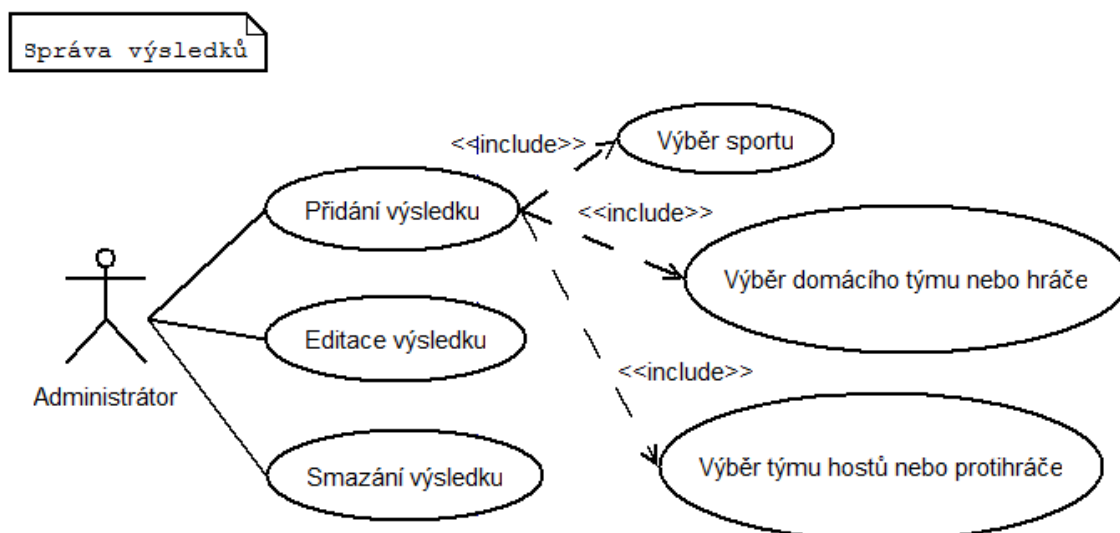 Správa výsledků
<<include>>
Výběr sportu
Přidání výsledku
<<include>>
Výběr domácího týmu nebo hráče
Editace výsledku
<<include>>
Administrátor
Smazání výsledku
Výběr týmu hostů nebo protihráče